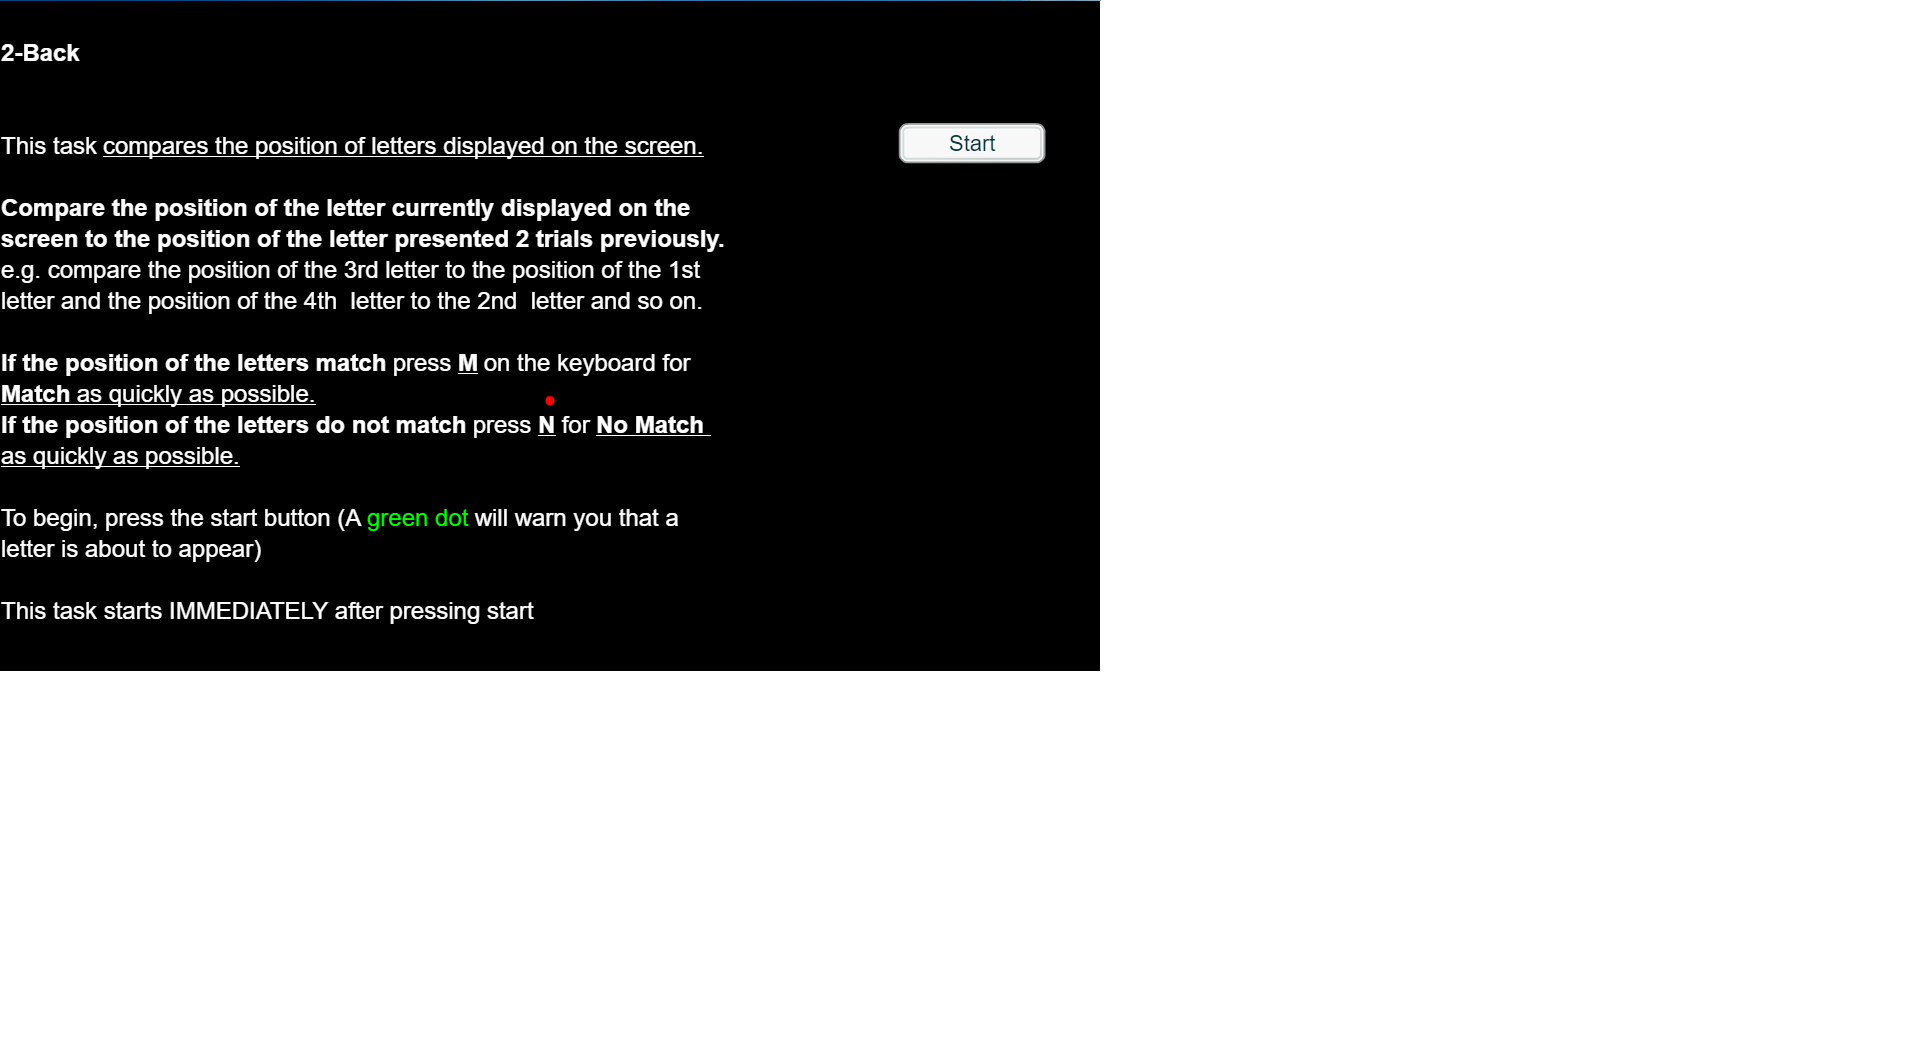 2-Back
This task compares the position of letters displayed on the screen.
Start
Compare the position of the letter currently displayed on the
screen to the position of the letter presented 2 trials previously.
e.g. compare the position of the 3rd letter to the position of the 1st
letter and the position of the 4th  letter to the 2nd  letter and so on.
If the position of the letters match press M on the keyboard for
Match as quickly as possible.
If the position of the letters do not match press N for No Match
as quickly as possible.
To begin, press the start button (A green dot will warn you that a
letter is about to appear)
This task starts IMMEDIATELY after pressing start